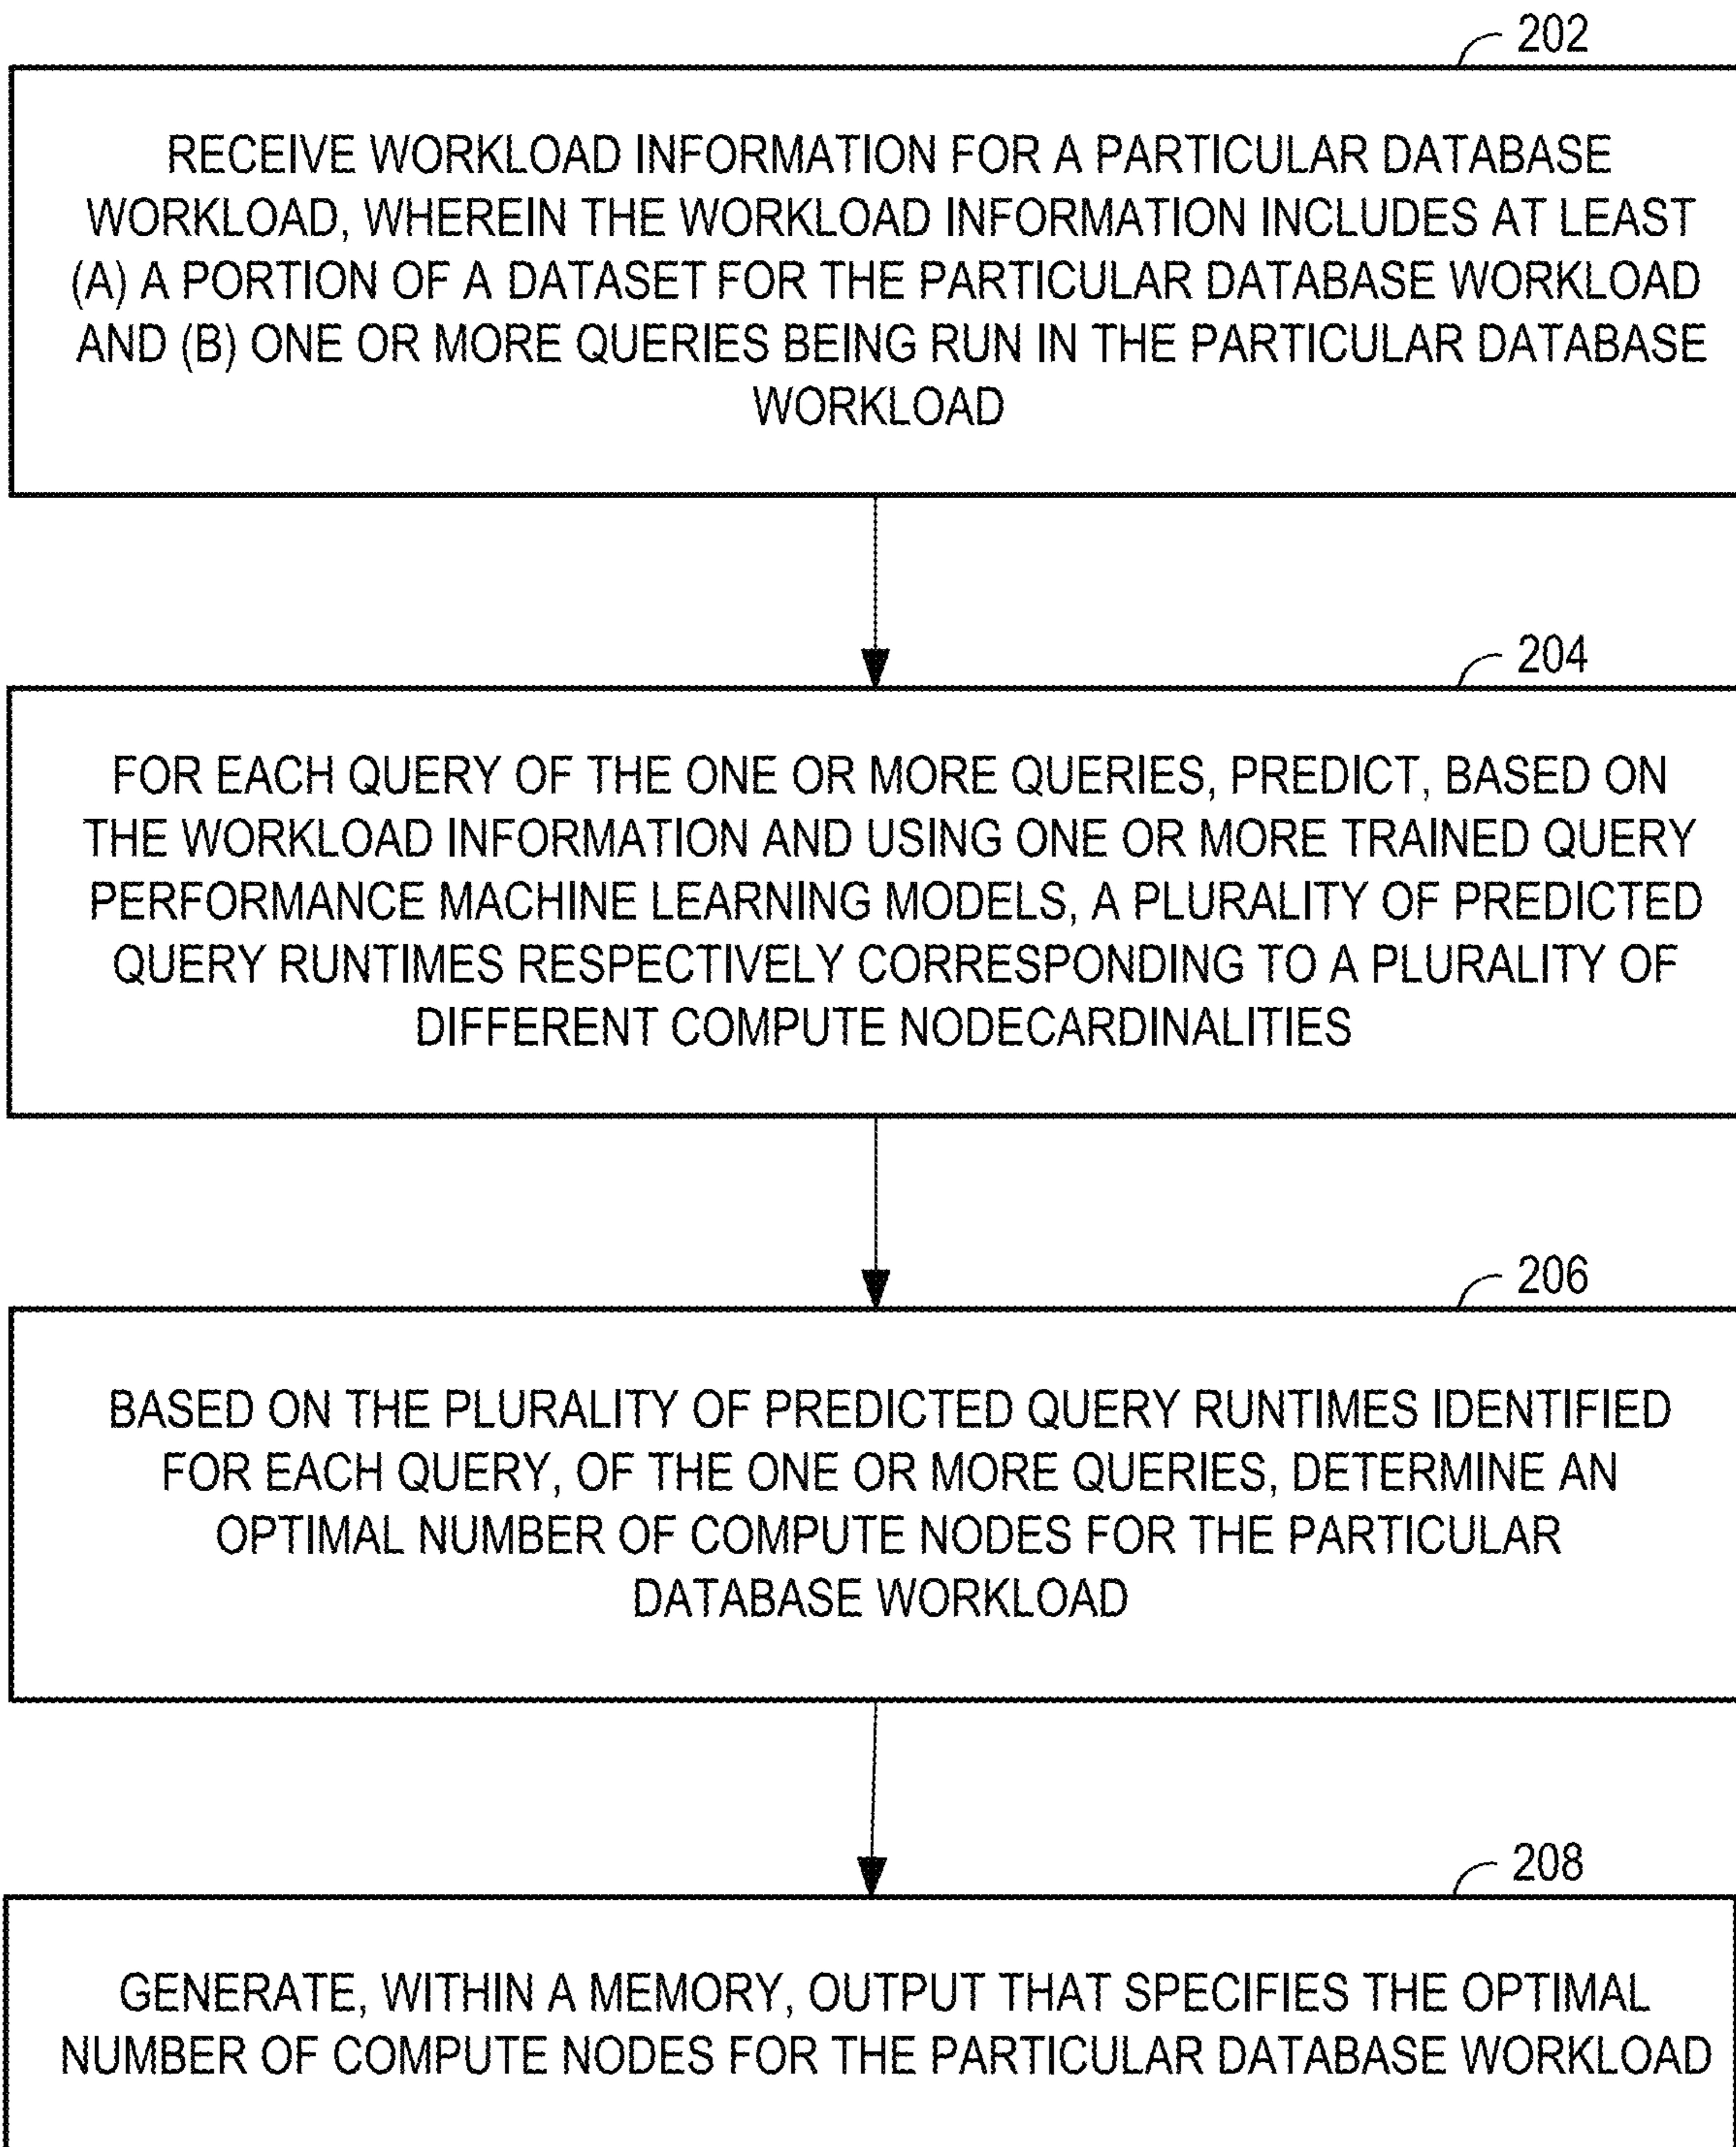 202
RECEIVE WORKLOAD INFORMATION FOR A PARTICULAR DATABASE
WORKLOAD, WHEREIN THE WORKLOAD INFORMATION INCLUDES AT LEAST
(A) A PORTION OF A DATASET FOR THE PARTICULAR DATABASE WORKLOAD
AND (B) ONE OR MORE QUERIES BEING RUN IN THE PARTICULAR DATABASE
WORKLOAD
204
FOR EACH QUERY OF THE ONE OR MORE QUERIES, PREDICT, BASED ON
THE WORKLOAD INFORMATION AND USING ONE OR MORE TRAINED QUERY
PERFORMANCE MACHINE LEARNING MODELS, A PLURALITY OF PREDICTED
QUERY RUNTIMES RESPECTIVELY CORRESPONDING TO A PLURALITY OF
DIFFERENT COMPUTE NODECARDINALITIES
206
BASED ON THE PLURALITY OF PREDICTED QUERY RUNTIMES IDENTIFIED
FOR EACH QUERY, OF THE ONE OR MORE QUERIES, DETERMINE AN
OPTIMAL NUMBER OF COMPUTE NODES FOR THE PARTICULAR
DATABASE WORKLOAD
208
GENERATE, WITHIN A MEMORY, OUTPUT THAT SPECIFIES THE OPTIMAL
NUMBER OF COMPUTE NODES FOR THE PARTICULAR DATABASE WORKLOAD